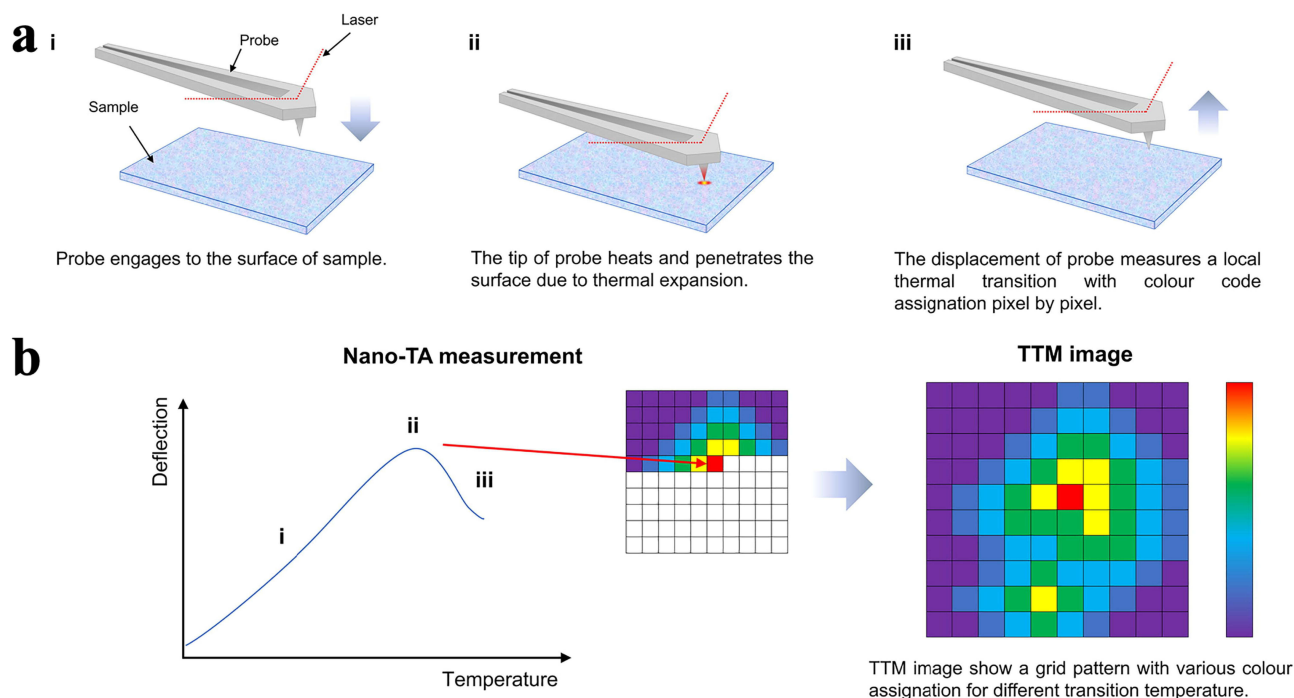 a
i
Probe
Laser
Sample
Probe engages to the surface of sample.
ii
The tip of probe heats and penetrates the
surface due to thermal expansion.
iii
The displacement of probe measures a local
thermal transition with colour code
assignation pixel by pixel.
b
Nano-TA measurement
Deflection
i
ii
iii
Temperature
TTM image
TTM image show a grid pattern with various colour
assignation for different transition temperature.